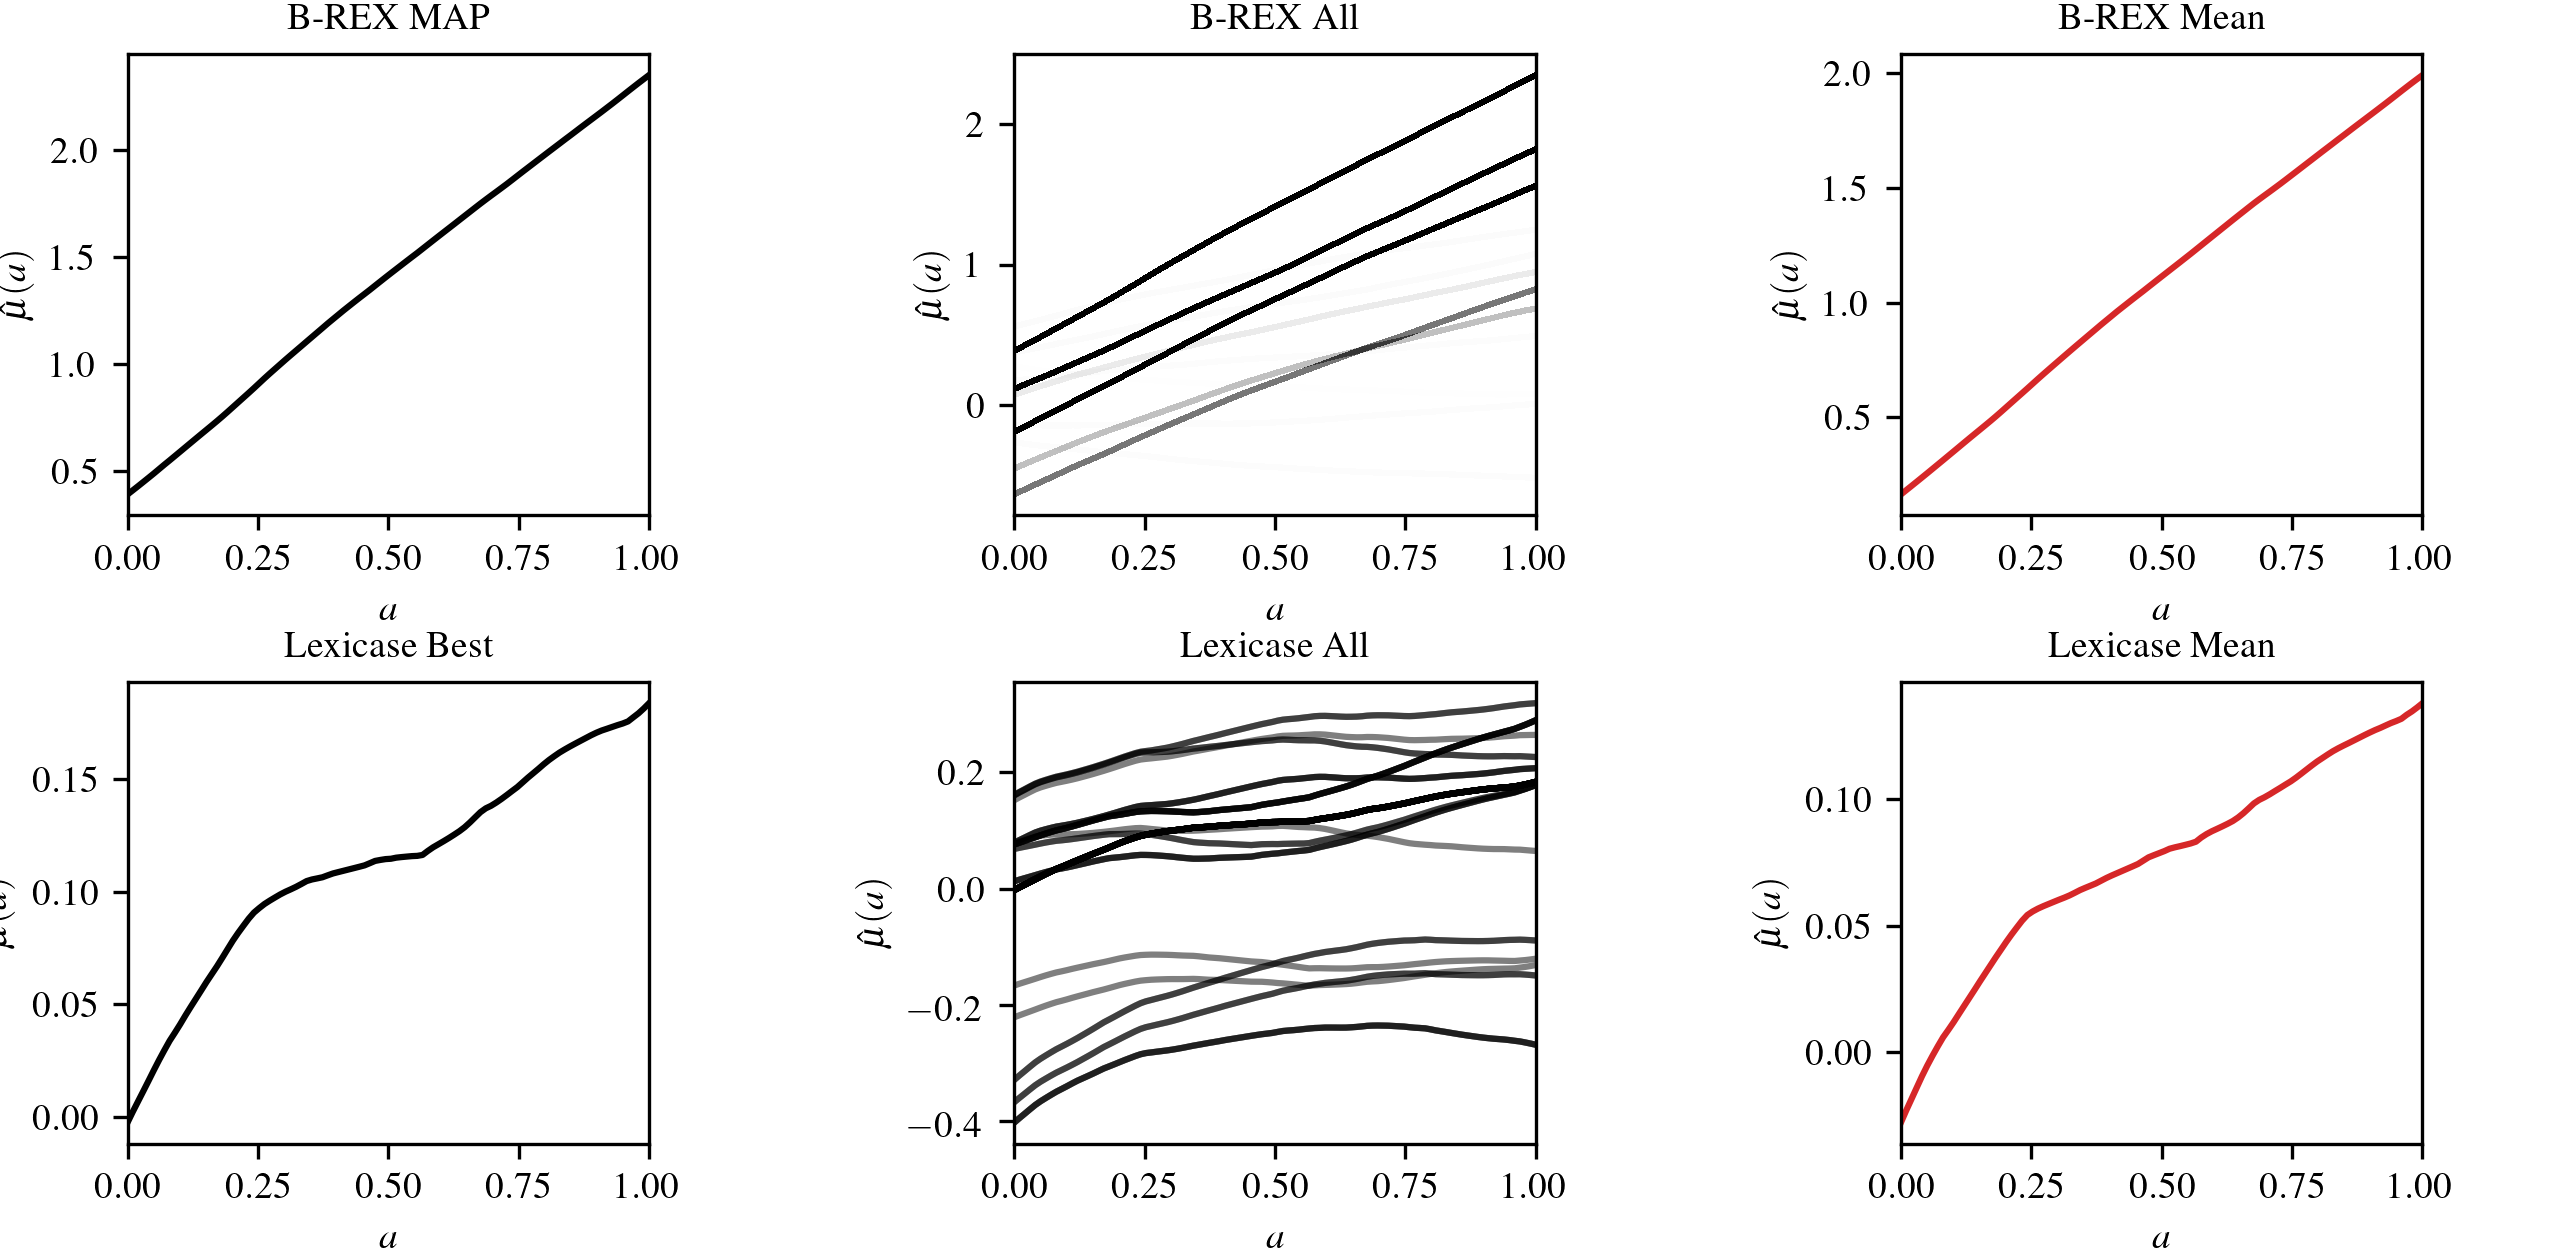 B-REX MAP
B-REX All
B-REX Mean
2.0
1.5
1.0
0.5
μ̂(a)
0.00 0.25 0.50 0.75 1.00
a
2
1
0
μ̂(a)
0.00 0.25 0.50 0.75 1.00
a
2.0
1.5
1.0
0.5
μ̂(a)
0.00 0.25 0.50 0.75 1.00
a
Lexicase Best
Lexicase All
Lexicase Mean
0.15
0.10
0.05
0.00
μ̂(a)
0.00 0.25 0.50 0.75 1.00
a
0.2
0.0
−0.2
−0.4
μ̂(a)
0.00 0.25 0.50 0.75 1.00
a
0.10
0.05
0.00
μ̂(a)
0.00 0.25 0.50 0.75 1.00
a